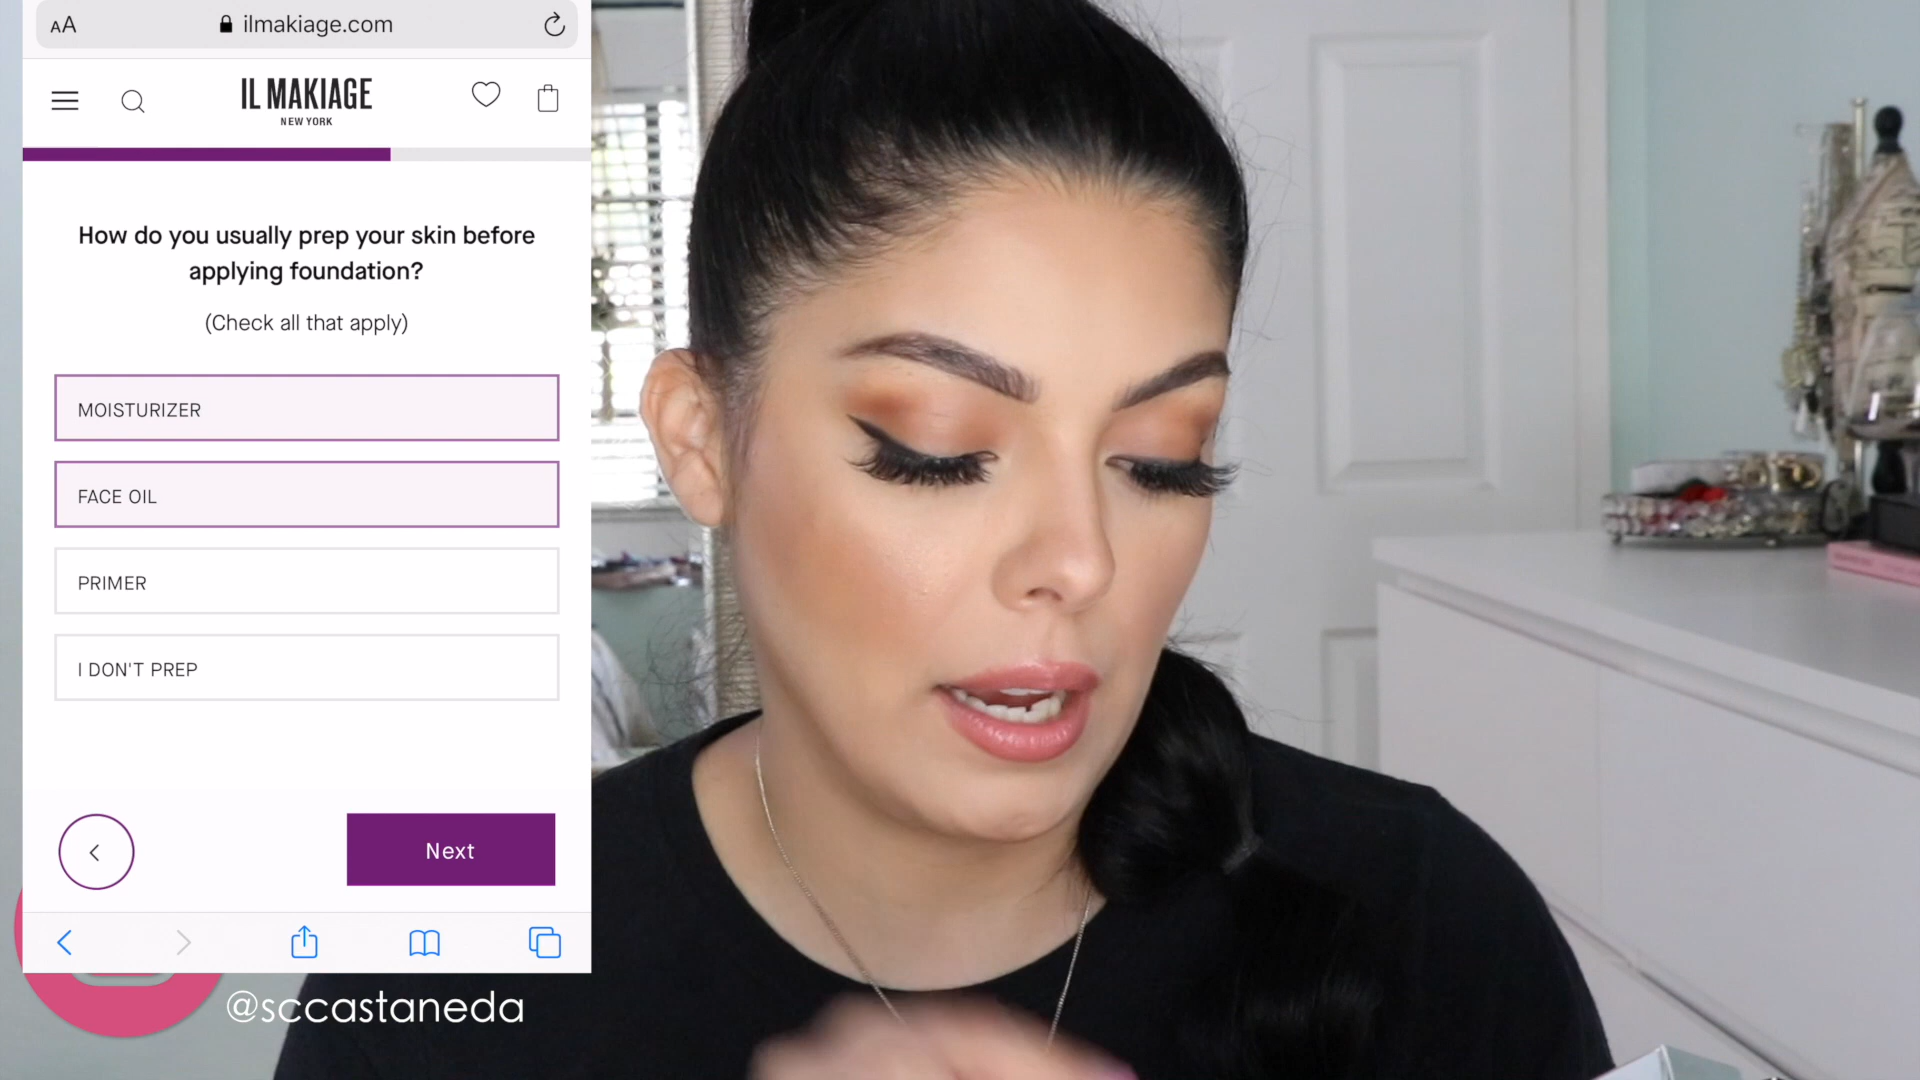 AA
ilmakiage.com
IL MAKIAGE
NEW YORK
How do you usually prep your skin before
applying foundation?
(Check all that apply)
MOISTURIZER
FACE OIL
PRIMER
I DON'T PREP
Next
@sccastaneda